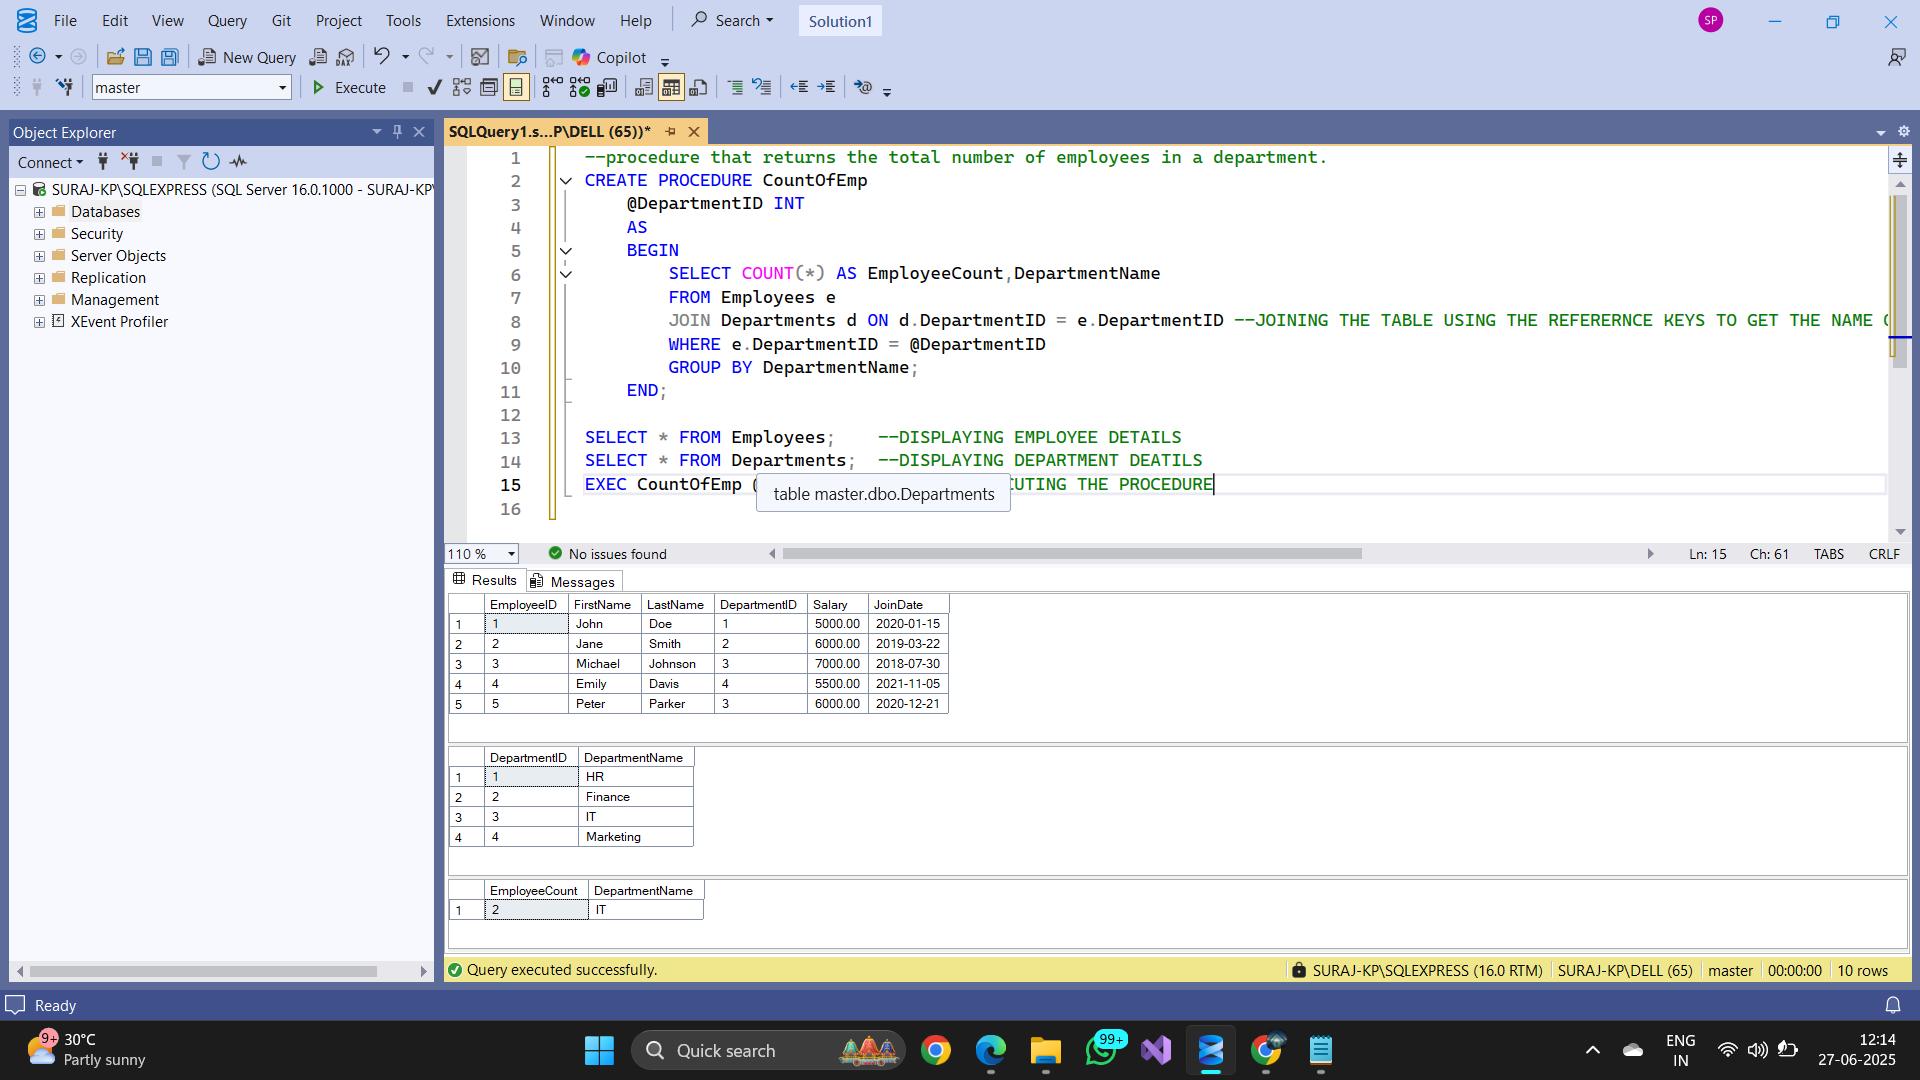 File Edit View Query Git Project Tools Extensions Window Help Search Solution1 SP
New Query DAX Copilot
master Execute
Object Explorer
Connect
SURAJ-KP\SQLEXPRESS (SQL Server 16.0.1000 - SURAJ-KP\
Databases
Security
Server Objects
Replication
Management
XEvent Profiler
SQLQuery1.s...P\DELL (65))*
1 --procedure that returns the total number of employees in a department.
2 CREATE PROCEDURE CountOfEmp
3 @DepartmentID INT
4 AS
5 BEGIN
6 SELECT COUNT(*) AS EmployeeCount,DepartmentName
7 FROM Employees e
8 JOIN Departments d ON d.DepartmentID = e.DepartmentID --JOINING THE TABLE USING THE REFERERNCE KEYS TO GET THE NAME
9 WHERE e.DepartmentID = @DepartmentID
10 GROUP BY DepartmentName;
11 END;
12
13 SELECT * FROM Employees; --DISPLAYING EMPLOYEE DETAILS
14 SELECT * FROM Departments; --DISPLAYING DEPARTMENT DEATILS
15 EXEC CountOfEmp CUTING THE PROCEDURE
table master.dbo.Departments
16
110 % No issues found Ln: 15 Ch: 61 TABS CRLF
Results Messages
EmployeeID FirstName LastName DepartmentID Salary JoinDate
1 1 John Doe 1 5000.00 2020-01-15
2 2 Jane Smith 2 6000.00 2019-03-22
3 3 Michael Johnson 3 7000.00 2018-07-30
4 4 Emily Davis 4 5500.00 2021-11-05
5 5 Peter Parker 3 6000.00 2020-12-21
DepartmentID DepartmentName
1 1 HR
2 2 Finance
3 3 IT
4 4 Marketing
EmployeeCount DepartmentName
1 2 IT
Query executed successfully. SURAJ-KP\SQLEXPRESS (16.0 RTM) SURAJ-KP\DELL (65) master 00:00:00 10 rows
Ready
9+ 30°C
Partly sunny
Quick search
99+
ENG
IN
12:14
27-06-2025